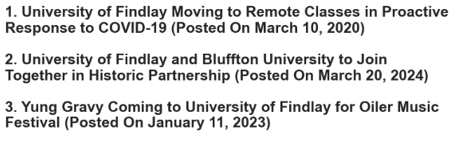 1. University of Findlay Moving to Remote Classes in Proactive
Response to COVID-19 (Posted On March 10, 2020)
2. University of Findlay and Bluffton University to Join
Together in Historic Partnership (Posted On March 20, 2024)
3. Yung Gravy Coming to University of Findlay for Oiler Music
Festival (Posted On January 11, 2023)